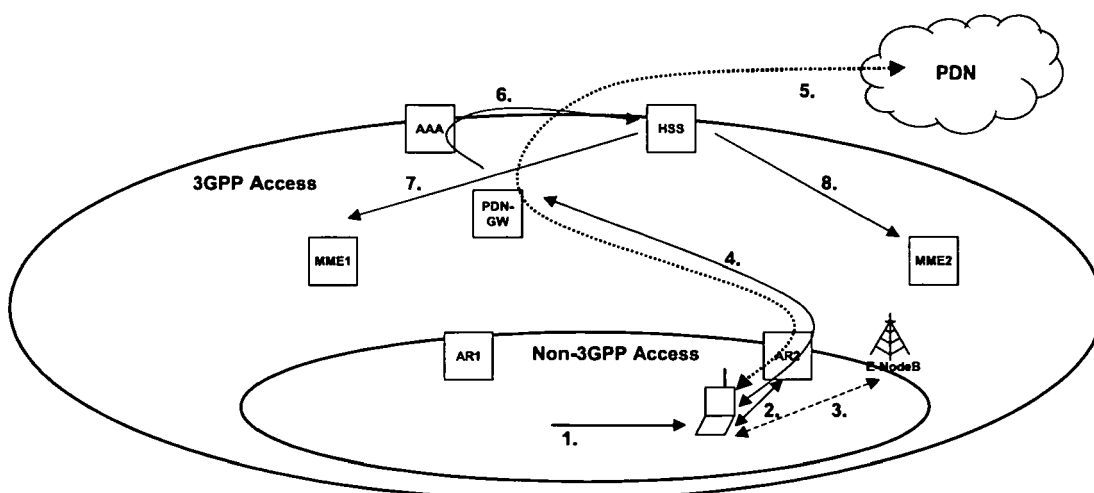 PDN
5.
6.
AAA
HSS
3GPP Access
7.
8.
PDN-
GW
4.
MME1
MME2
AR1
Non-3GPP Access
AR2
E-NodeB
2.
3.
1.